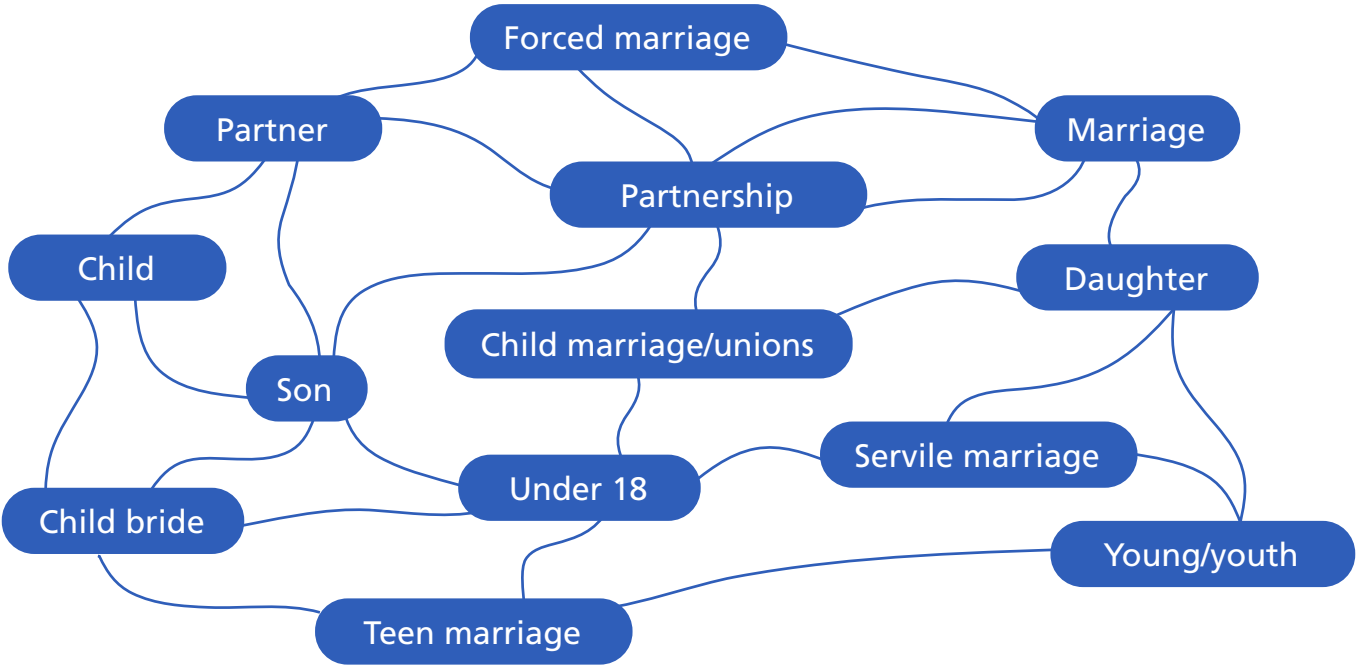 Forced marriage
Partner
Marriage
Partnership
Child
Daughter
Child marriage/unions
Son
Servile marriage
Under 18
Child bride
Young/youth
Teen marriage